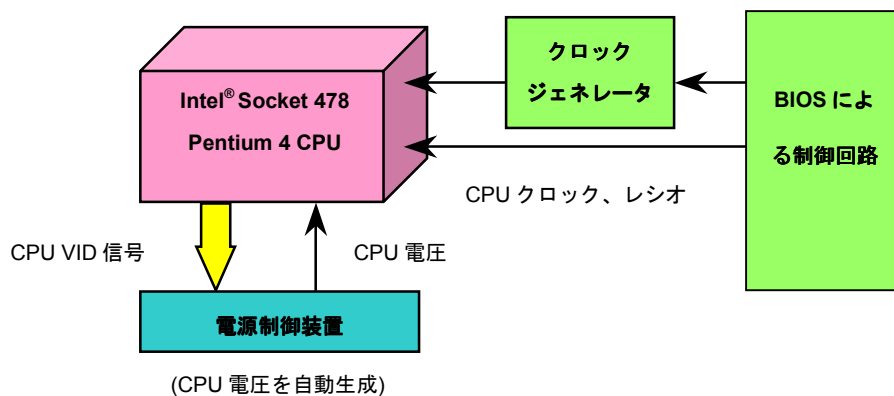 Intel® Socket 478
Pentium 4 CPU
クロック
ジェネレータ
BIOS によ
る制御回路
CPU クロック、レシオ
CPU VID 信号
CPU 電圧
電源制御装置
(CPU 電圧を自動生成)